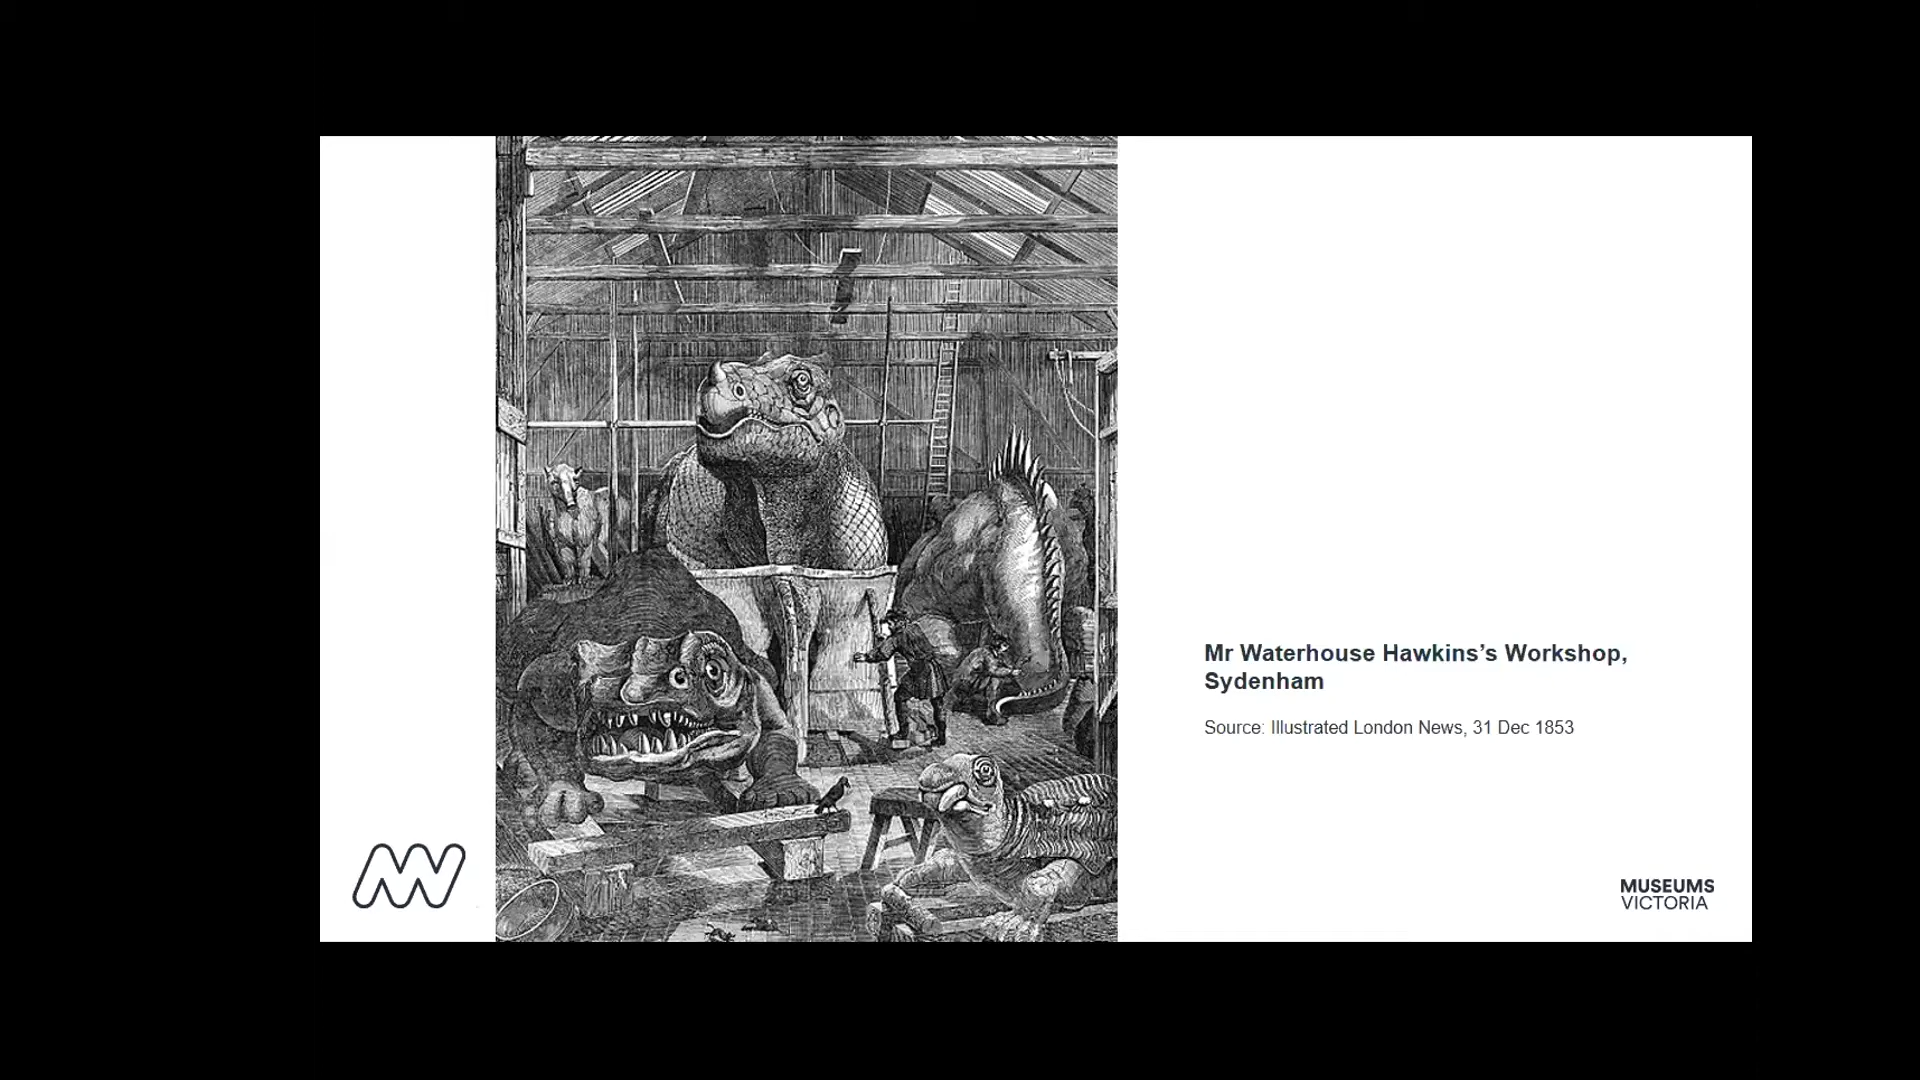 Mr Waterhouse Hawkins’s Workshop,
Sydenham
Source: Illustrated London News, 31 Dec 1853
MUSEUMS
VICTORIA